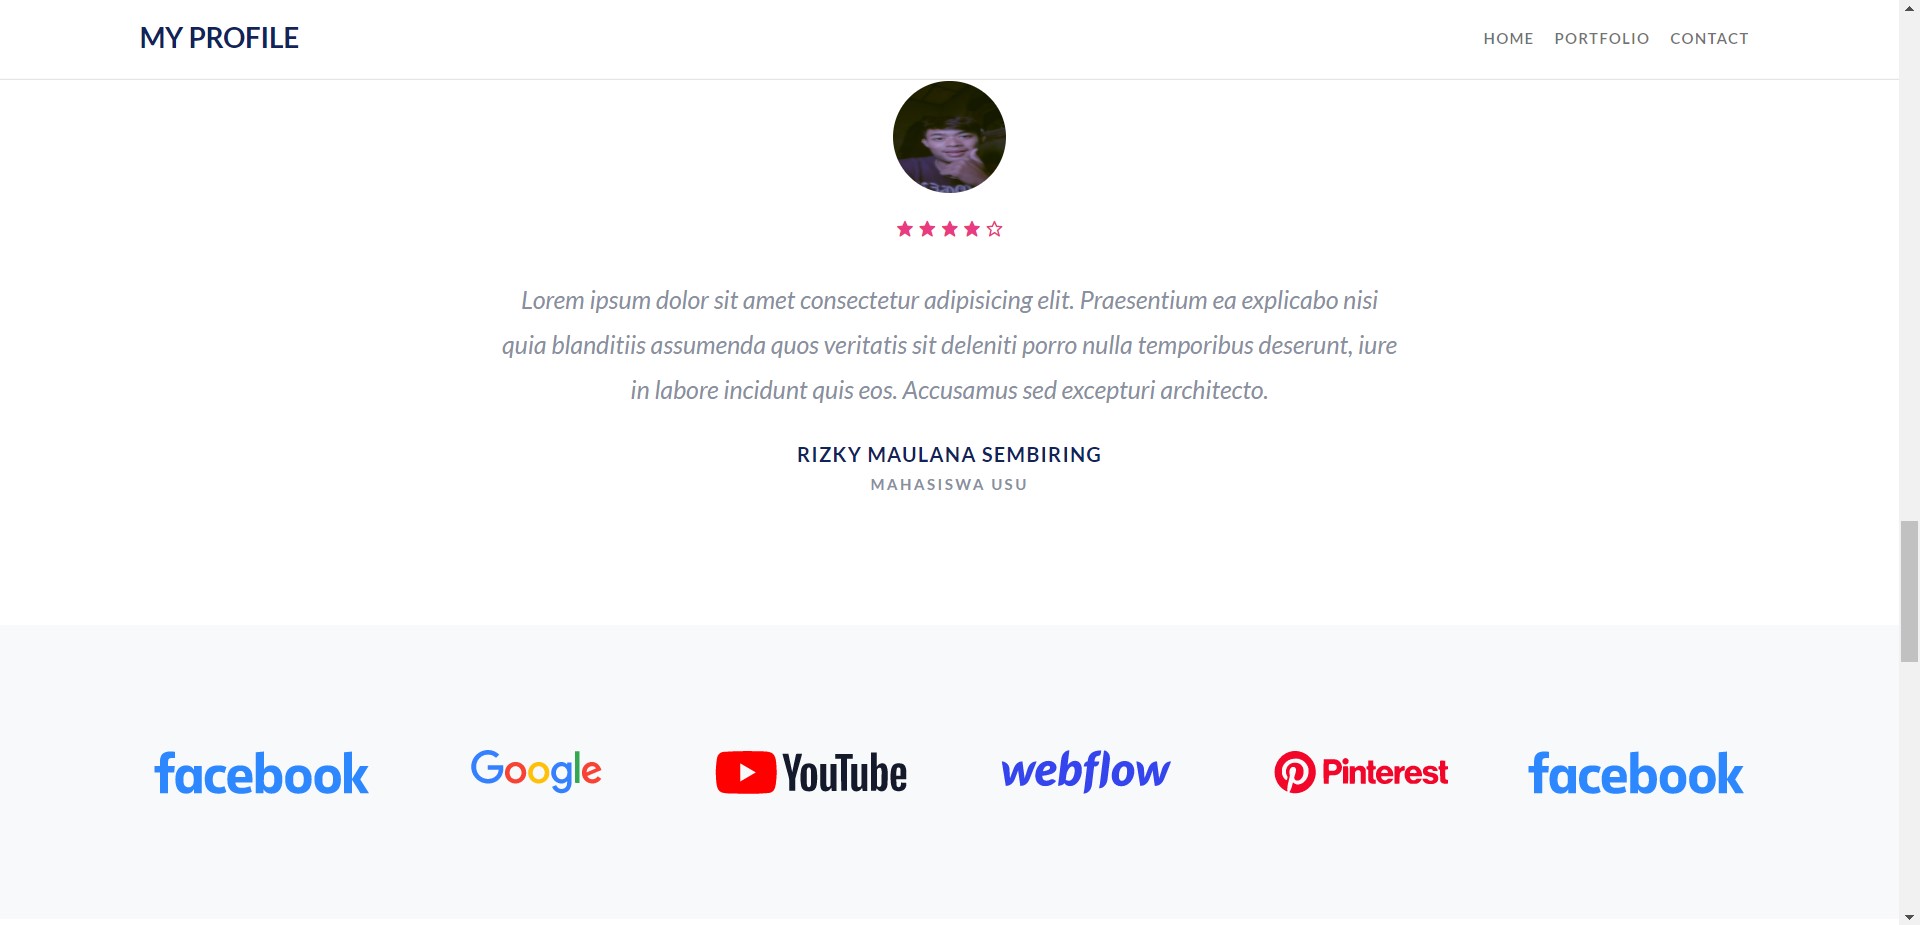 MY PROFILE
HOME PORTFOLIO CONTACT
Lorem ipsum dolor sit amet consectetur adipisicing elit. Praesentium ea explicabo nisi
quia blanditiis assumenda quos veritatis sit deleniti porro nulla temporibus deserunt, iure
in labore incidunt quis eos. Accusamus sed excepturi architecto.
RIZKY MAULANA SEMBIRING
MAHASISWA USU
facebook Google YouTube webflow Pinterest facebook